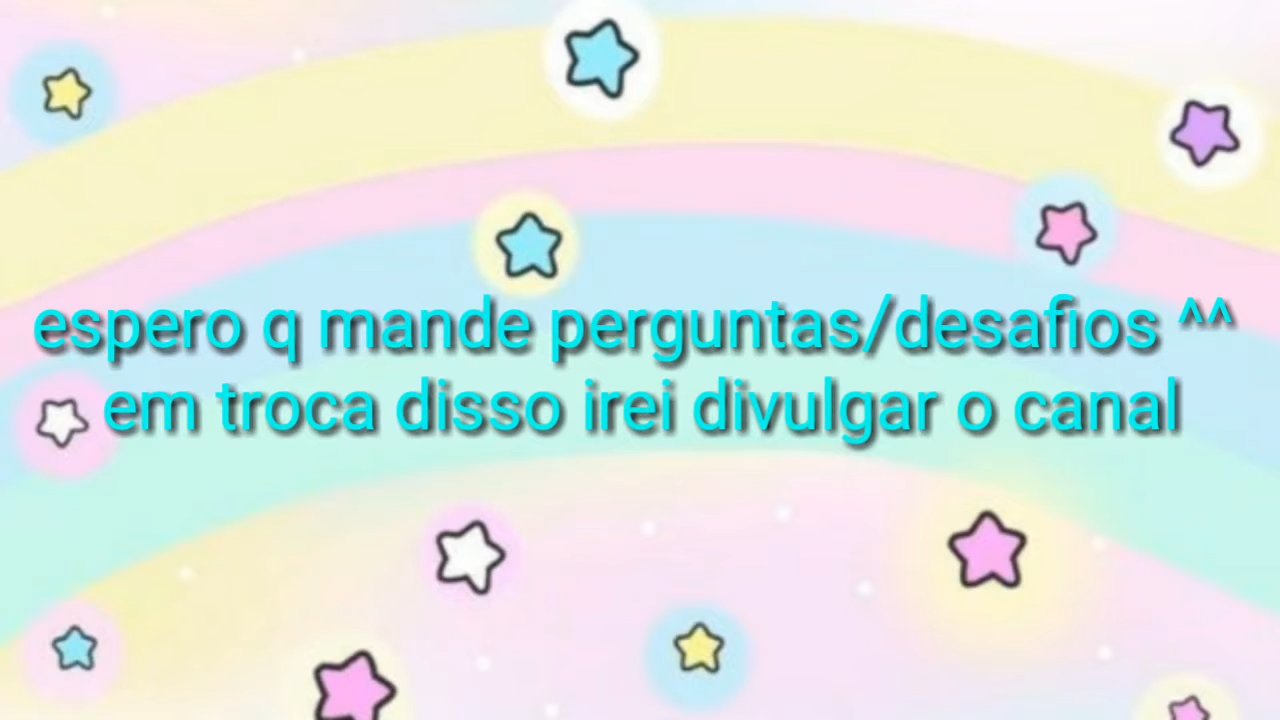 espero q mande perguntas/desafios ^^
em troca disso irei divulgar o canal